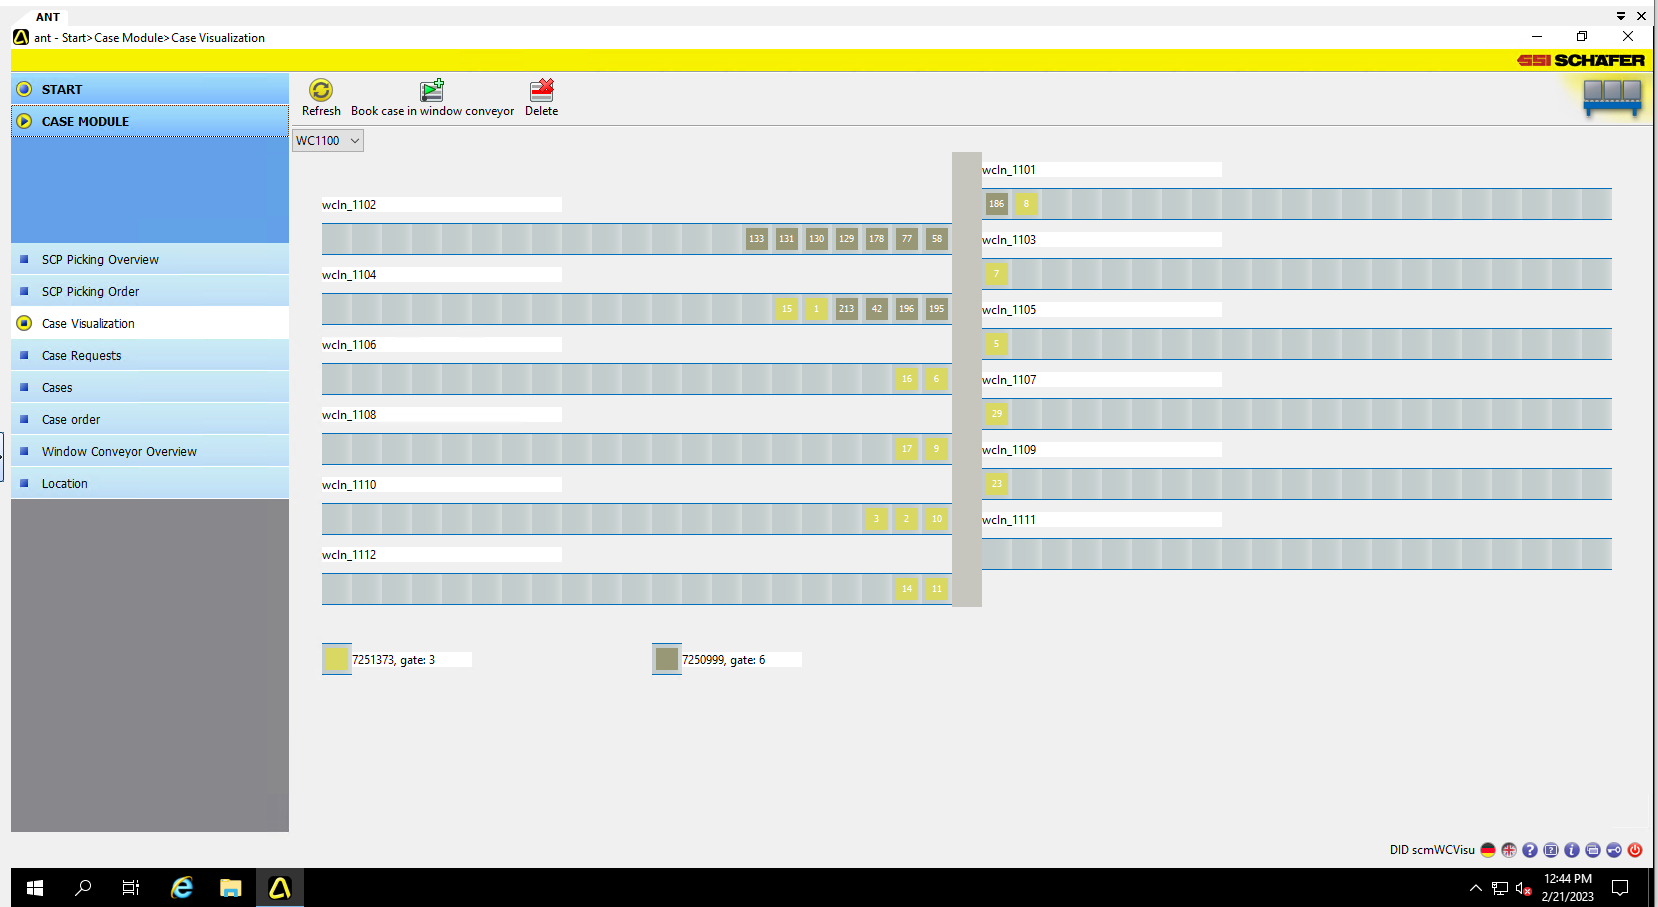 ANT
ant - Start>Case Module>Case Visualization
SSI SCHÄFER
START
CASE MODULE
SCP Picking Overview
SCP Picking Order
Case Visualization
Case Requests
Cases
Case order
Window Conveyor Overview
Location
Refresh Book case in window conveyor Delete
WC1100
wcln_1102
133 131 130 129 178 77 58
wcln_1104
15 1 213 42 196 195
wcln_1106
16 6
wcln_1108
17 9
wcln_1110
3 2 10
wcln_1112
14 11
wcln_1101
186 8
wcln_1103
7
wcln_1105
5
wcln_1107
29
wcln_1109
23
wcln_1111
7251373, gate: 3
7250999, gate: 6
DID scmWCVisu
12:44 PM
2/21/2023